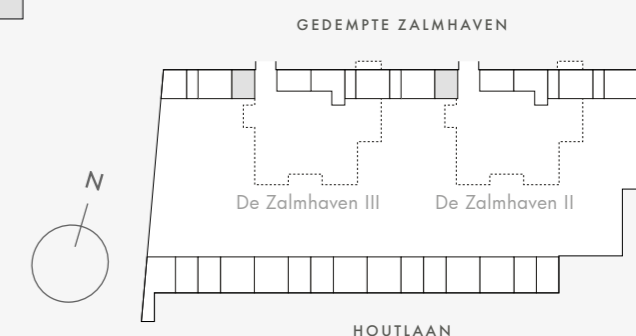 GEDEMPTE ZALMHAVEN
N
De Zalmhaven III
De Zalmhaven II
HOUTLAAN